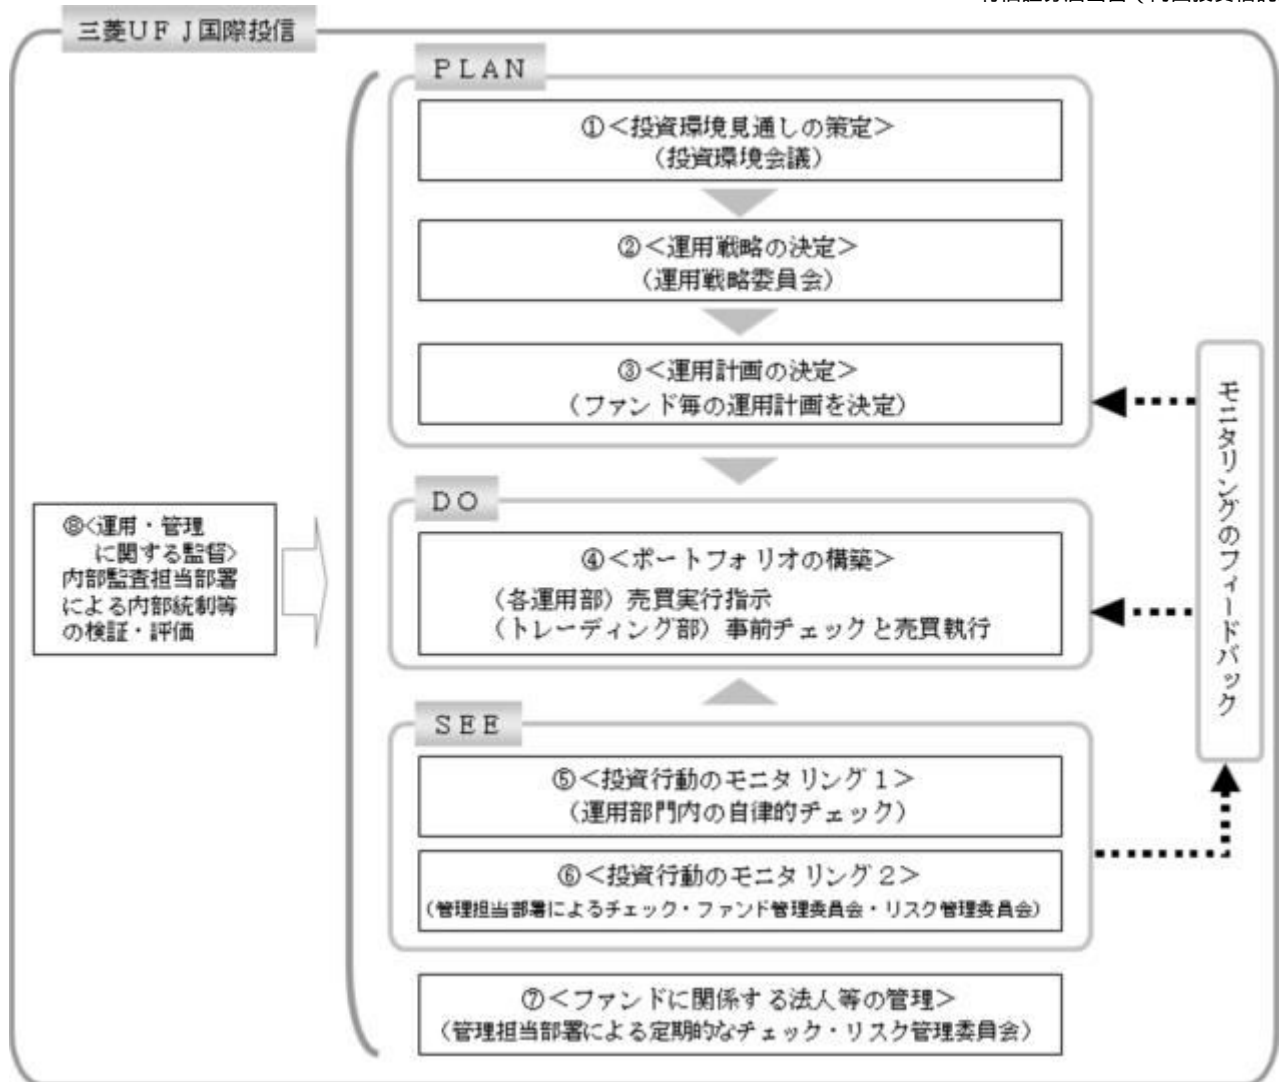 三菱UFJ国際投信
PLAN
①<投資環境見通しの策定>
(投資環境会議)
②<運用戦略の決定>
(運用戦略委員会)
③<運用計画の決定>
(ファンド毎の運用計画を決定)
DO
④<ポートフォリオの構築>
(各運用部)売買実行指示
(トレーディング部)事前チェックと売買執行
SEE
⑤<投資行動のモニタリング1>
(運用部門内の自律的チェック)
⑥<投資行動のモニタリング2>
(管理担当部署によるチェック・ファンド管理委員会・リスク管理委員会)
⑦<ファンドに関係する法人等の管理>
(管理担当部署による定期的なチェック・リスク管理委員会)
⑧<運用・管理
に関する監督>
内部監査担当部署
による内部統制等
の検証・評価
モニタリングのフィードバック